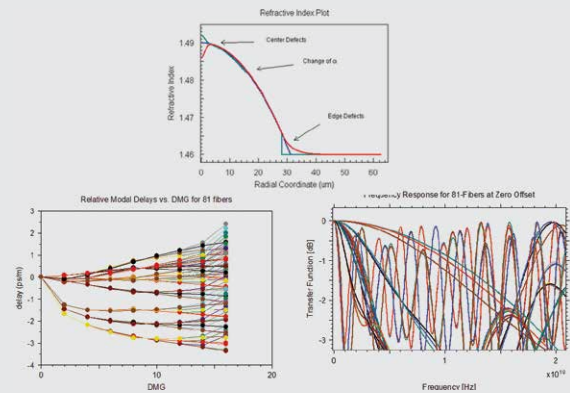 Refractive Index Plot
Center Defects
Change of α
Edge Defects
Refractive Index
1.49
1.48
1.47
1.46
0 10 20 30 40 50 60
Radial Coordinate (um)
Relative Modal Delays vs. DMG for 81 fibers
delay (ps/m)
3
2
1
0
-1
-2
-3
-4
0 10 20
DMG
Frequency Response for 81-Fibers at Zero Offset
Transfer Function [dB]
0
-1
-2
-3
0 1 2
x10^10
Frequency [Hz]